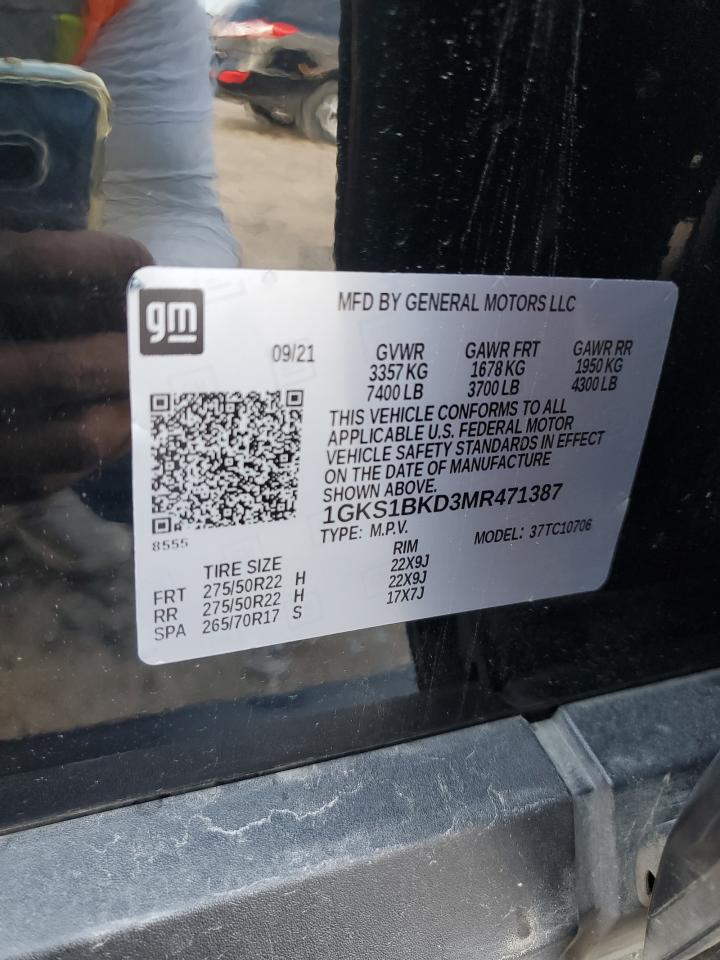 gm
MFD BY GENERAL MOTORS LLC
09/21
GVWR GAWR FRT GAWR RR
3357 KG 1678 KG 1950 KG
7400 LB 3700 LB 4300 LB
THIS VEHICLE CONFORMS TO ALL
APPLICABLE U.S. FEDERAL MOTOR
VEHICLE SAFETY STANDARDS IN EFFECT
ON THE DATE OF MANUFACTURE
SHOWN ABOVE.
1GKS1BKD3MR471387
TYPE: M.P.V. MODEL: 37TC10706
8555
TIRE SIZE RIM
FRT 275/50R22 H 22X9J
RR 275/50R22 H 22X9J
SPA 265/70R17 S 17X7J